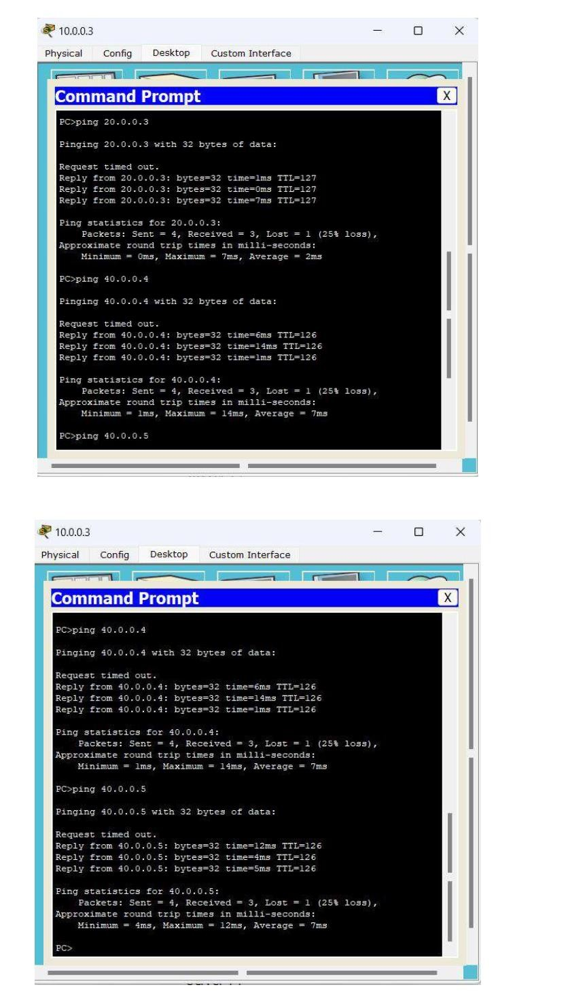 10.0.0.3
Physical Config Desktop Custom Interface
Command Prompt X
PC>ping 20.0.0.3
Pinging 20.0.0.3 with 32 bytes of data:
Request timed out.
Reply from 20.0.0.3: bytes=32 time=1ms TTL=127
Reply from 20.0.0.3: bytes=32 time=0ms TTL=127
Reply from 20.0.0.3: bytes=32 time=7ms TTL=127
Ping statistics for 20.0.0.3:
Packets: Sent = 4, Received = 3, Lost = 1 (25% loss),
Approximate round trip times in milli-seconds:
Minimum = 0ms, Maximum = 7ms, Average = 2ms
PC>ping 40.0.0.4
Pinging 40.0.0.4 with 32 bytes of data:
Request timed out.
Reply from 40.0.0.4: bytes=32 time=6ms TTL=126
Reply from 40.0.0.4: bytes=32 time=14ms TTL=126
Reply from 40.0.0.4: bytes=32 time=1ms TTL=126
Ping statistics for 40.0.0.4:
Packets: Sent = 4, Received = 3, Lost = 1 (25% loss),
Approximate round trip times in milli-seconds:
Minimum = 1ms, Maximum = 14ms, Average = 7ms
PC>ping 40.0.0.5
10.0.0.3
Physical Config Desktop Custom Interface
Command Prompt X
PC>ping 40.0.0.4
Pinging 40.0.0.4 with 32 bytes of data:
Request timed out.
Reply from 40.0.0.4: bytes=32 time=6ms TTL=126
Reply from 40.0.0.4: bytes=32 time=14ms TTL=126
Reply from 40.0.0.4: bytes=32 time=1ms TTL=126
Ping statistics for 40.0.0.4:
Packets: Sent = 4, Received = 3, Lost = 1 (25% loss),
Approximate round trip times in milli-seconds:
Minimum = 1ms, Maximum = 14ms, Average = 7ms
PC>ping 40.0.0.5
Pinging 40.0.0.5 with 32 bytes of data:
Request timed out.
Reply from 40.0.0.5: bytes=32 time=12ms TTL=126
Reply from 40.0.0.5: bytes=32 time=4ms TTL=126
Reply from 40.0.0.5: bytes=32 time=5ms TTL=126
Ping statistics for 40.0.0.5:
Packets: Sent = 4, Received = 3, Lost = 1 (25% loss),
Approximate round trip times in milli-seconds:
Minimum = 4ms, Maximum = 12ms, Average = 7ms
PC>